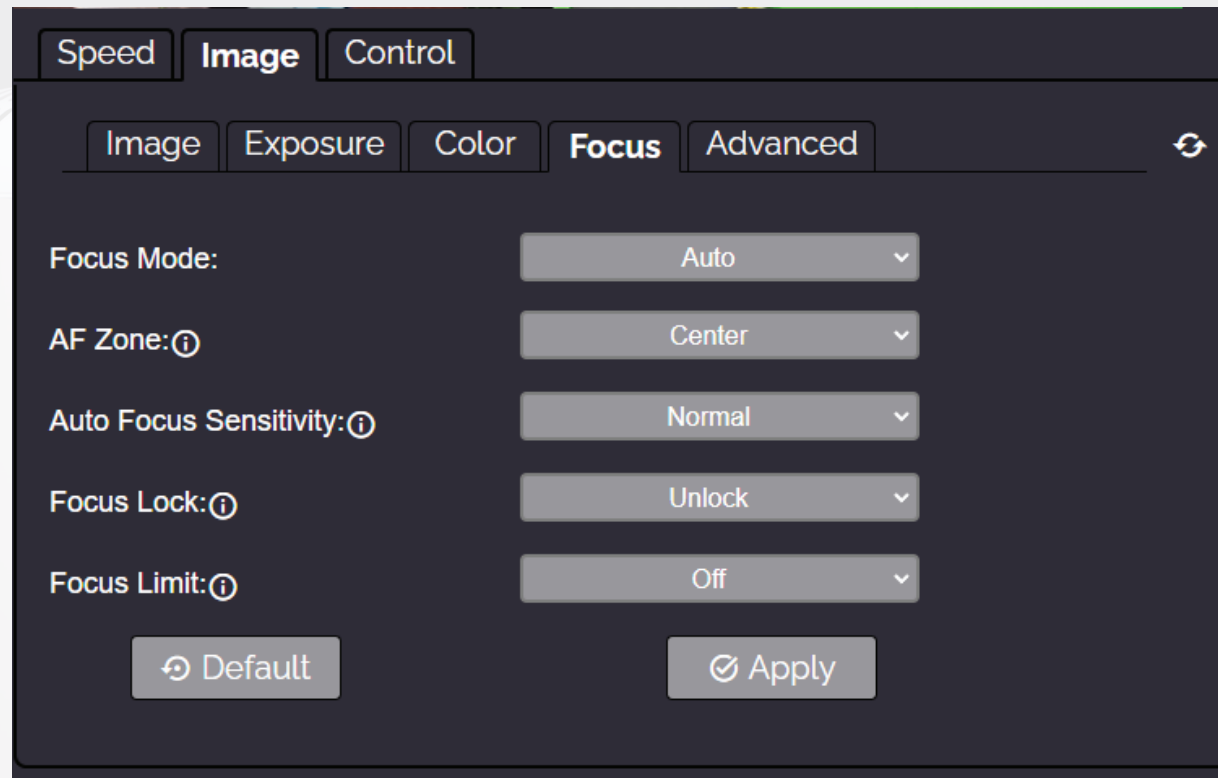 Speed Image Control
Image Exposure Color Focus Advanced
Focus Mode: Auto
AF Zone: Center
Auto Focus Sensitivity: Normal
Focus Lock: Unlock
Focus Limit: Off
Default Apply